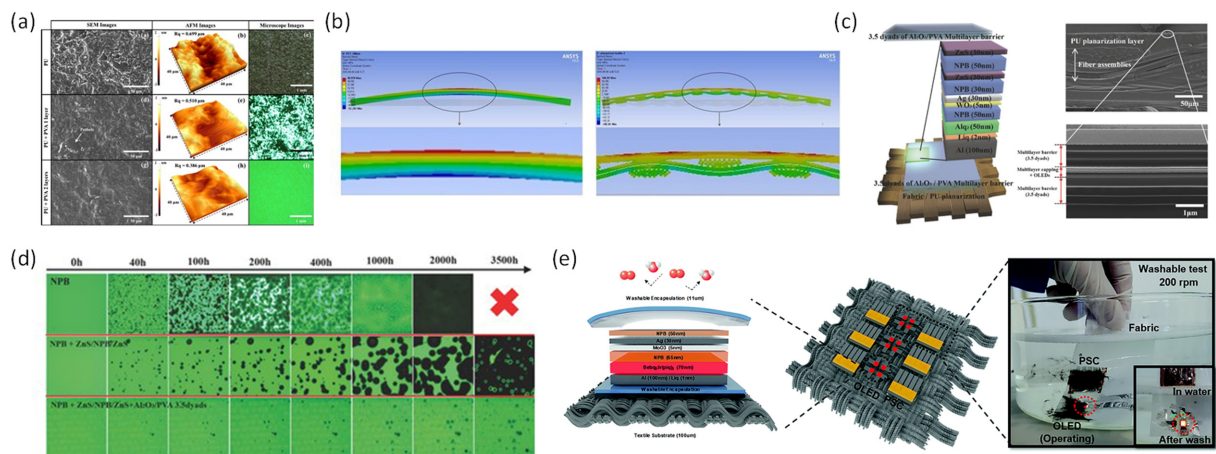 (a)
SEM Images AFM Images Microscope Images
PU
(a)
Rq = 0.699 µm
(b)
(c)
1 mm
PU + PVA 1 layer
(d)
Rq = 0.510 µm
(e)
PU + PVA 2 layers
(g)
Rq = 0.386 µm
(h)
(i)
(b)
ANSYS
ANSYS
(c)
3.5 dyads of Al₂O₃/PVA Multilayer barrier
ZnS (30nm)
NPB (50nm)
ZnS (30nm)
NPB (30nm)
Ag (30nm)
WO₃ (5nm)
NPB (50nm)
Alq₃ (50nm)
Liq (2nm)
Al (100nm)
3.5 dyads of Al₂O₃ / PVA Multilayer barrier
Fabric / PU planarization
PU planarization layer
Fiber assemblies
50µm
Multilayer barrier
(3.5 dyads)
Multilayer capping
+ OLEDs
Multilayer barrier
(3.5 dyads)
1µm
(d)
0h 40h 100h 200h 400h 1000h 2000h 3500h
NPB
NPB + ZnS/NPB/ZnS
NPB + ZnS/NPB/ZnS+Al₂O₃/PVA 3.5dyads
(e)
Washable Encapsulation (11um)
NPB (50nm)
Ag (30nm)
MoO3 (5nm)
NPB (65nm)
Al (100nm) / Liq (1nm)
Washable Encapsulation
Textile Substrate (100um)
OLED PSC
Washable test
200 rpm
Fabric
PSC
OLED
(Operating)
In water
After wash